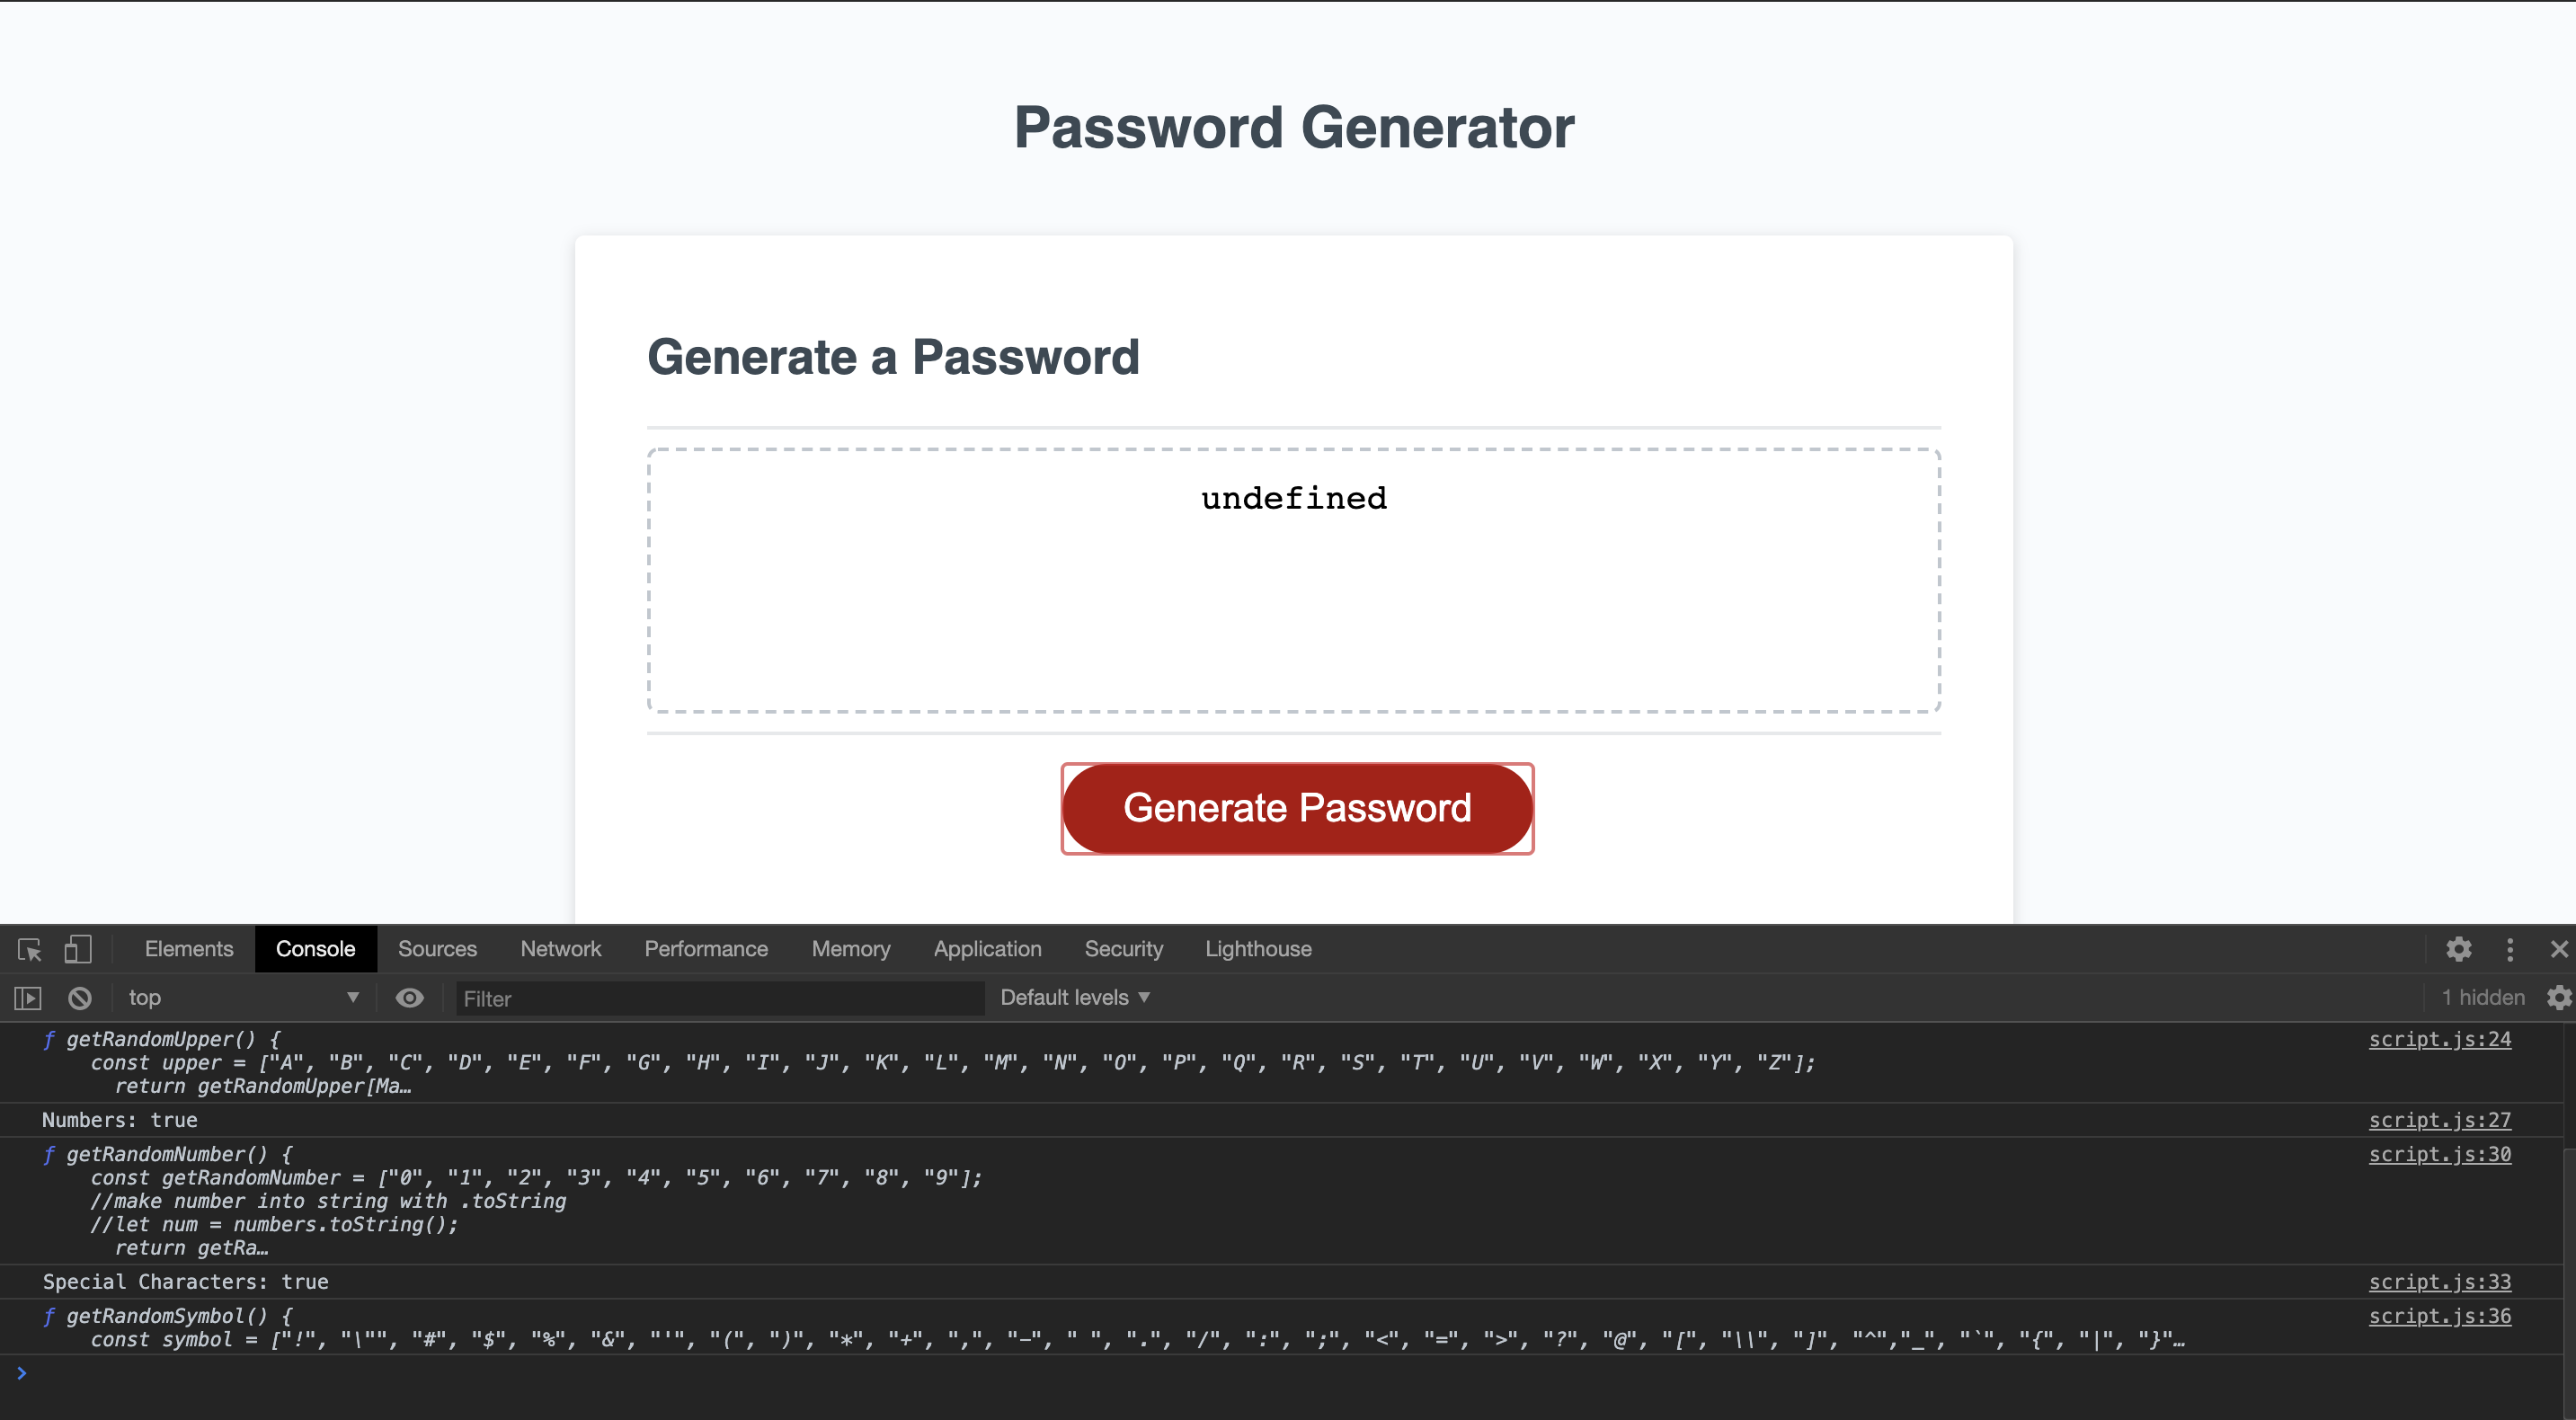 Password Generator
Generate a Password
undefined
Generate Password
Elements Console Sources Network Performance Memory Application Security Lighthouse
top ▼ Filter Default levels ▼ 1 hidden
ƒ getRandomUpper() { script.js:24
const upper = ["A", "B", "C", "D", "E", "F", "G", "H", "I", "J", "K", "L", "M", "N", "O", "P", "Q", "R", "S", "T", "U", "V", "W", "X", "Y", "Z"];
return getRandomUpper[Ma…
Numbers: true script.js:27
ƒ getRandomNumber() { script.js:30
const getRandomNumber = ["0", "1", "2", "3", "4", "5", "6", "7", "8", "9"];
//make number into string with .toString
//let num = numbers.toString();
return getRa…
Special Characters: true script.js:33
ƒ getRandomSymbol() { script.js:36
const symbol = ["!", "\"", "#", "$", "%", "&", "'", "(", ")", "*", "+", ",", "–", " ", ".", "/", ":", ";", "<", "=", ">", "?", "@", "[", "\\", "]", "^","_", "`", "{", "|", "}"…